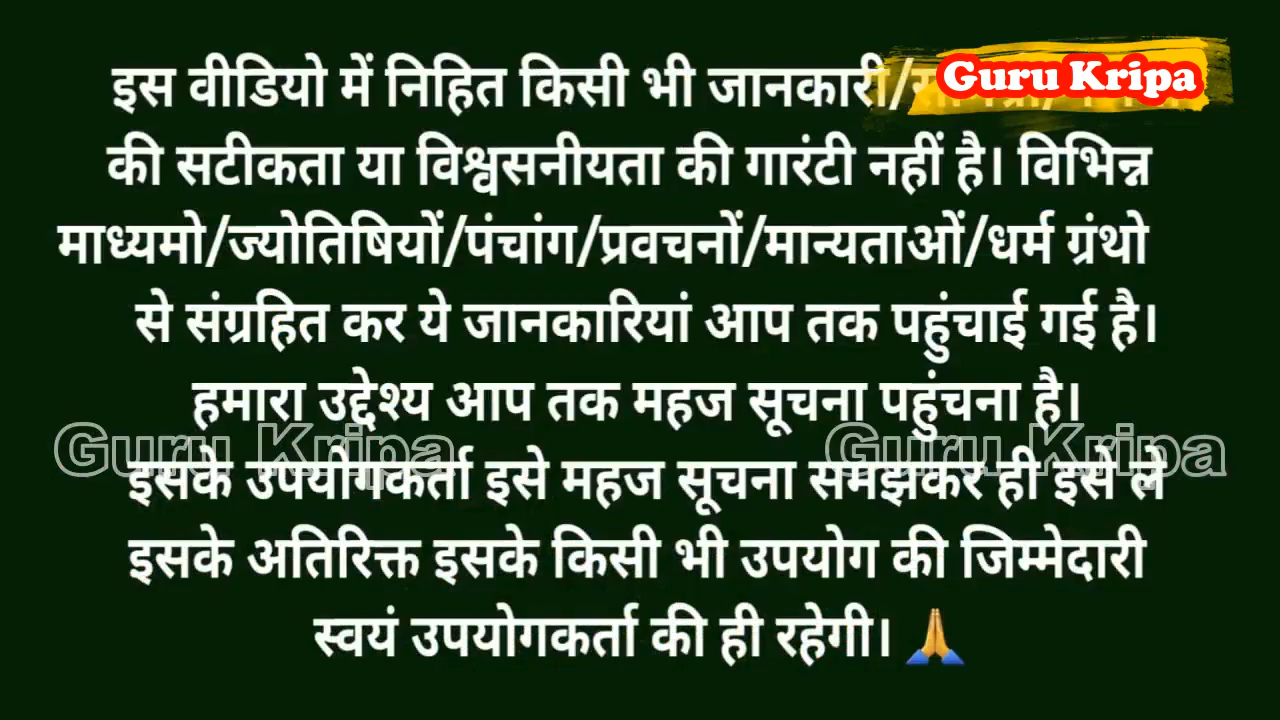 Guru Kripa
इस वीडियो में निहित किसी भी जानकारी/
की सटीकता या विश्वसनीयता की गारंटी नहीं है। विभिन्न
माध्यमो/ज्योतिषियों/पंचांग/प्रवचनों/मान्यताओं/धर्म ग्रंथो
से संग्रहित कर ये जानकारियां आप तक पहुंचाई गई है।
हमारा उद्देश्य आप तक महज सूचना पहुंचना है।
Guru Kripa Guru Kripa
इसके उपयोगकर्ता इसे महज सूचना समझकर ही इसे ले
इसके अतिरिक्त इसके किसी भी उपयोग की जिम्मेदारी
स्वयं उपयोगकर्ता की ही रहेगी। 🙏